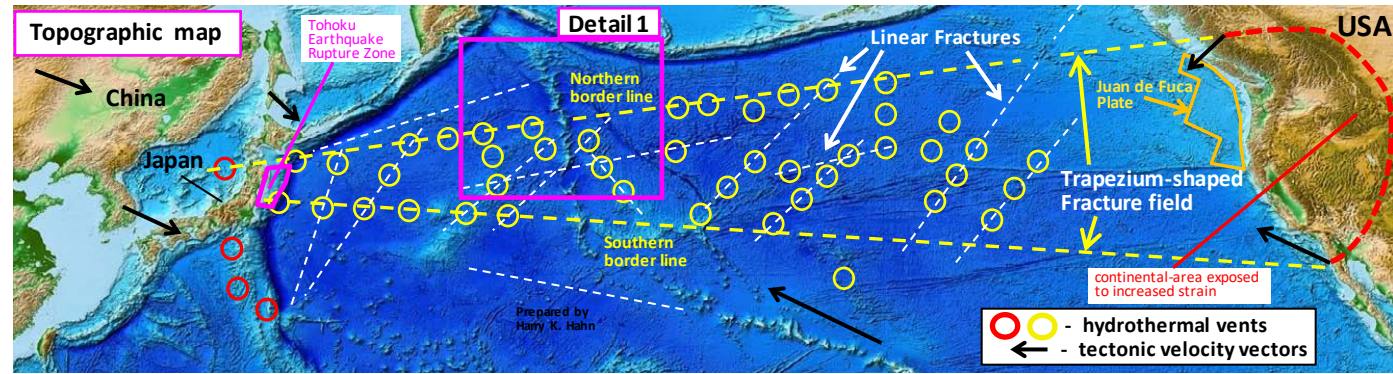 Topographic map
Tohoku
Earthquake
Rupture Zone
Detail 1
USA
Linear Fractures
Northern
border line
China
Juan de Fuca
Plate
Japan
Trapezium-shaped
Fracture field
Southern
border line
continental-area exposed
to increased strain
Prepared by
Harry K. Hahn
- hydrothermal vents
- tectonic velocity vectors